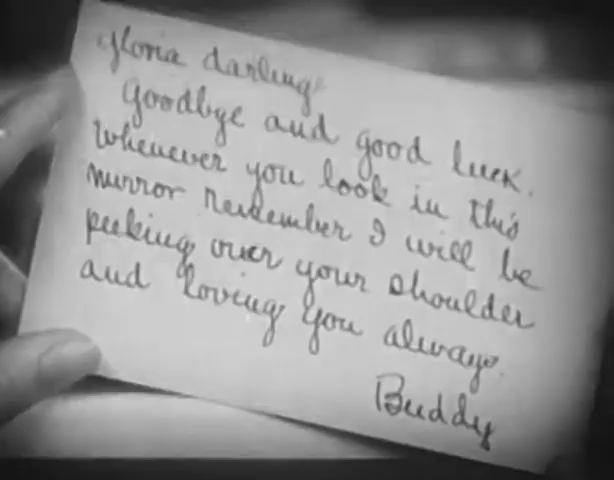 Gloria darling
Goodbye and good luck.
Whenever you look in this
mirror remember I will be
peeking over your shoulder
and loving you always.
Buddy